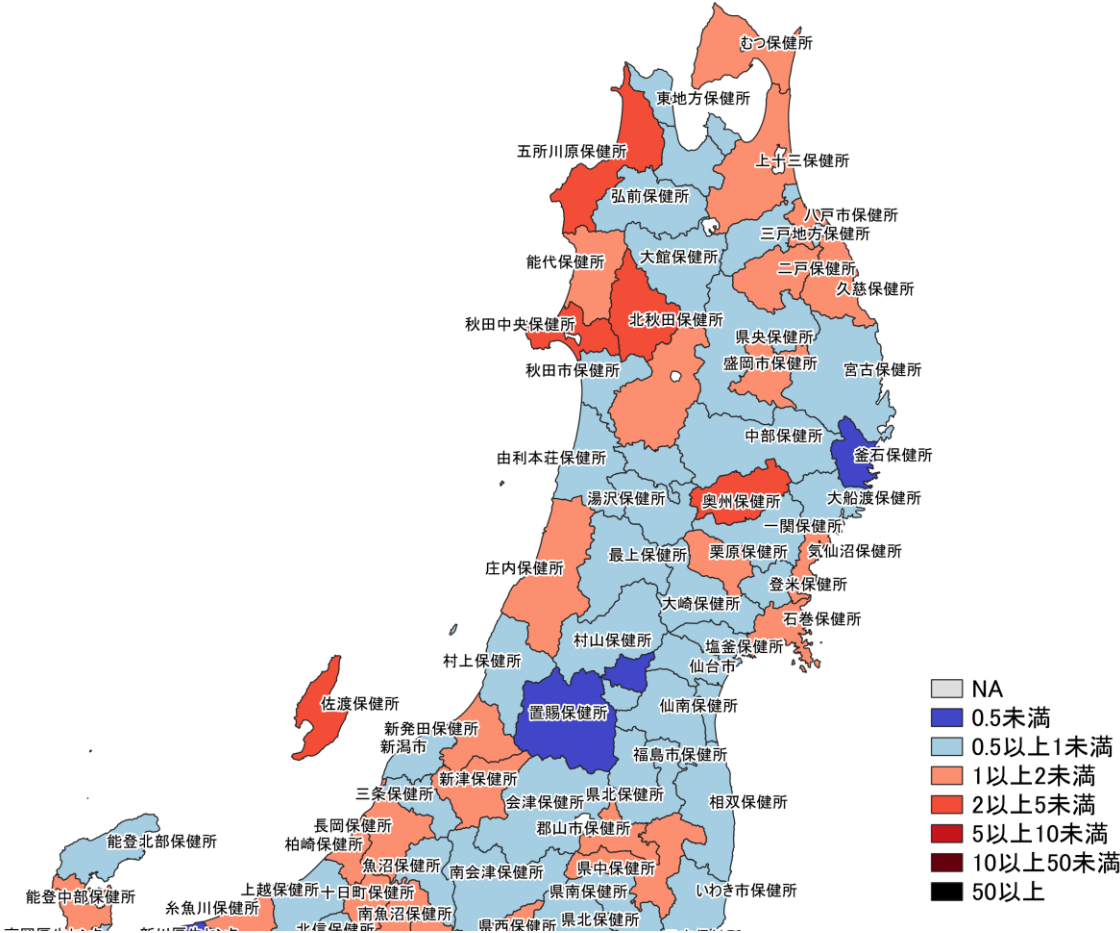 むつ保健所
東地方保健所
五所川原保健所
上十三保健所
弘前保健所
八戸市保健所
三戸地方保健所
大館保健所
能代保健所
二戸保健所
久慈保健所
北秋田保健所
秋田中央保健所
県央保健所
盛岡市保健所
秋田市保健所
宮古保健所
中部保健所
釜石保健所
由利本荘保健所
湯沢保健所
奥州保健所
大船渡保健所
一関保健所
最上保健所
栗原保健所
気仙沼保健所
庄内保健所
登米保健所
大崎保健所
石巻保健所
村山保健所
塩釜保健所
村上保健所
仙台市
佐渡保健所
置賜保健所
仙南保健所
新発田保健所
新潟市
福島市保健所
新津保健所
三条保健所
会津保健所
県北保健所
相双保健所
長岡保健所
郡山市保健所
柏崎保健所
能登北部保健所
魚沼保健所
南会津保健所
県中保健所
能登中部保健所
上越保健所
十日町保健所
県南保健所
いわき市保健所
糸魚川保健所
南魚沼保健所
県西保健所
県北保健所
北信保健所
NA
0.5未満
0.5以上1未満
1以上2未満
2以上5未満
5以上10未満
10以上50未満
50以上